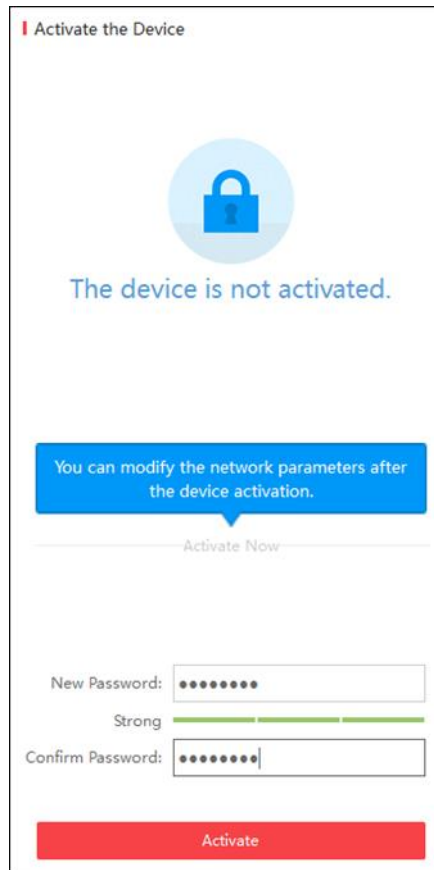 Activate the Device
The device is not activated.
You can modify the network parameters after
the device activation.
Activate Now
New Password: ●●●●●●●●
Strong
Confirm Password: ●●●●●●●●
Activate